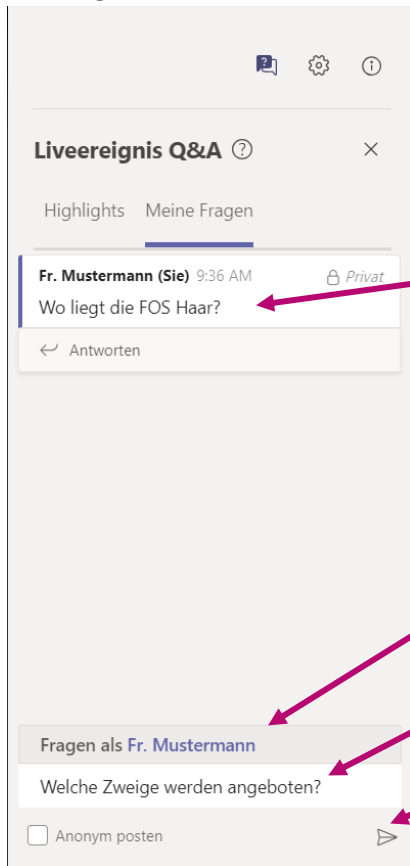 Liveereignis Q&A
Highlights Meine Fragen
Fr. Mustermann (Sie) 9:36 AM Privat
Wo liegt die FOS Haar?
Antworten
Fragen als Fr. Mustermann
Welche Zweige werden angeboten?
Anonym posten